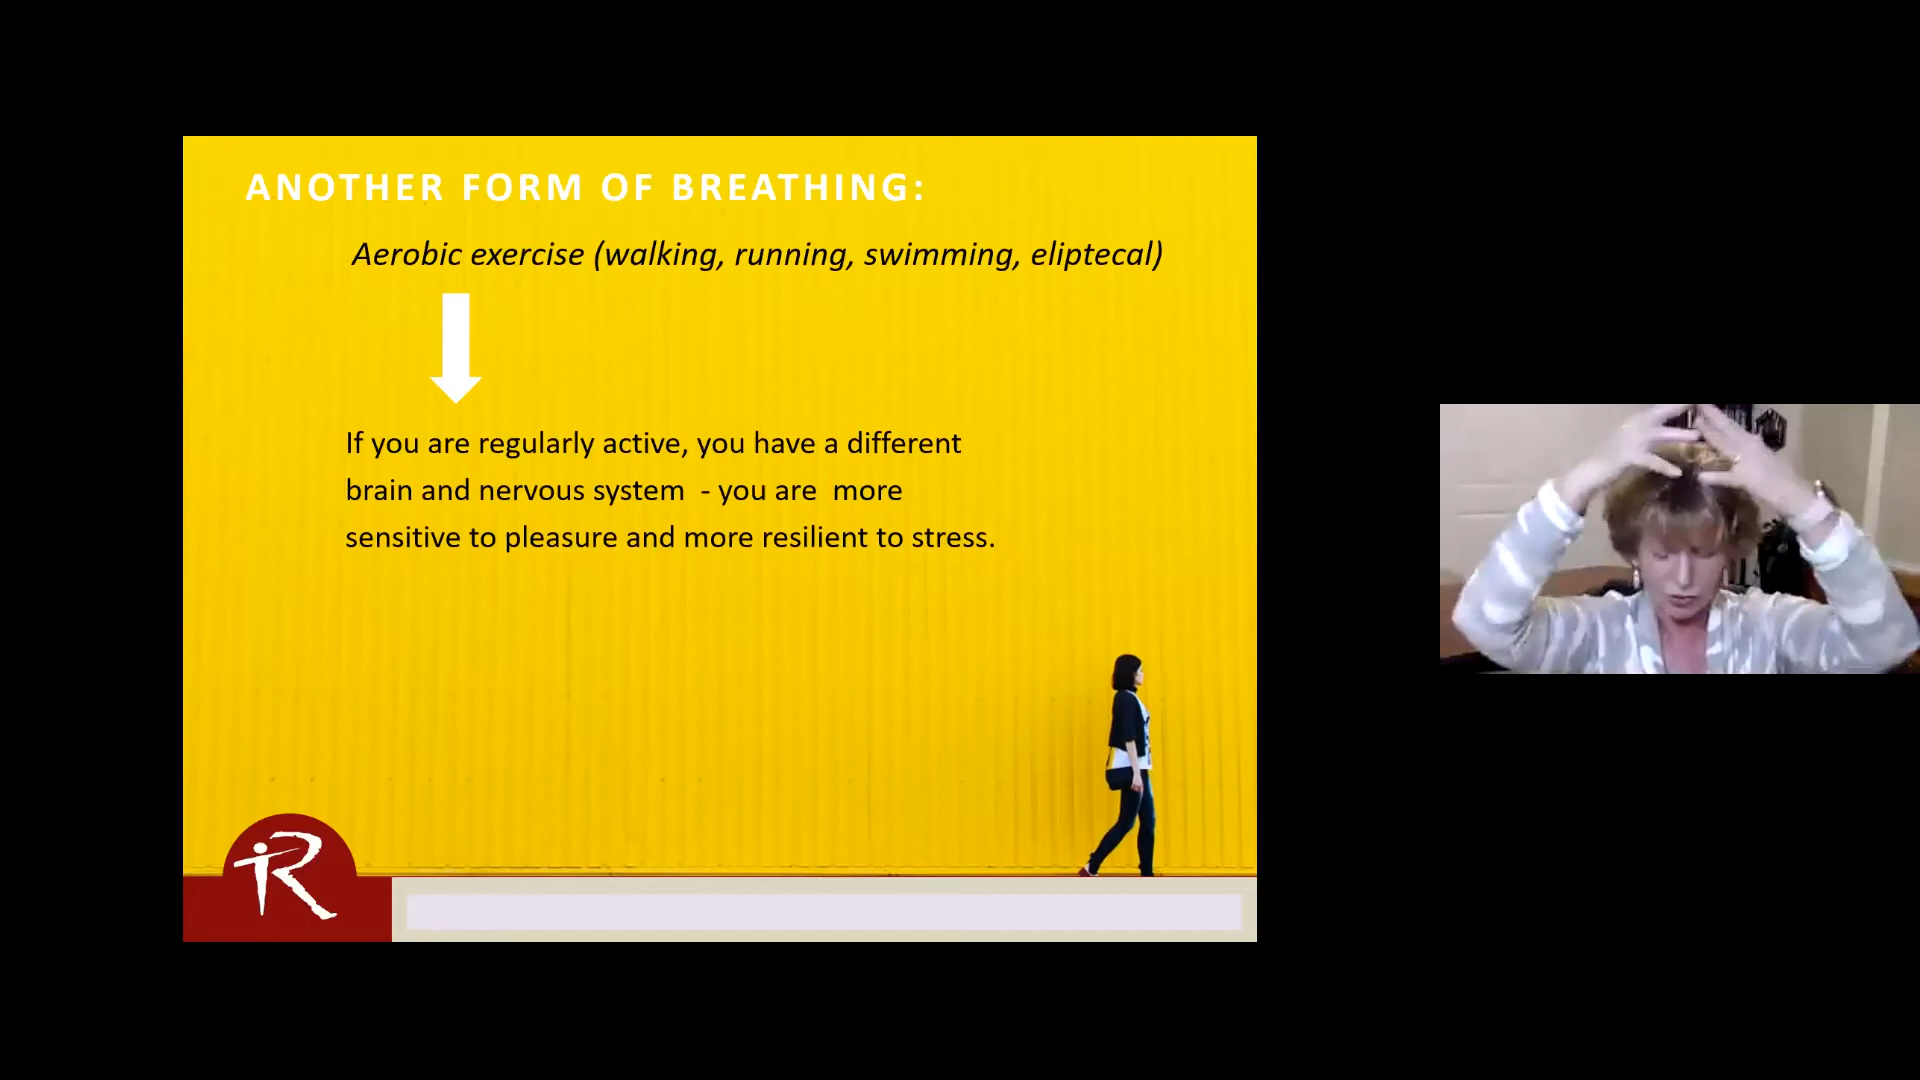 ANOTHER FORM OF BREATHING:
Aerobic exercise (walking, running, swimming, eliptecal)
If you are regularly active, you have a different
brain and nervous system - you are more
sensitive to pleasure and more resilient to stress.
R